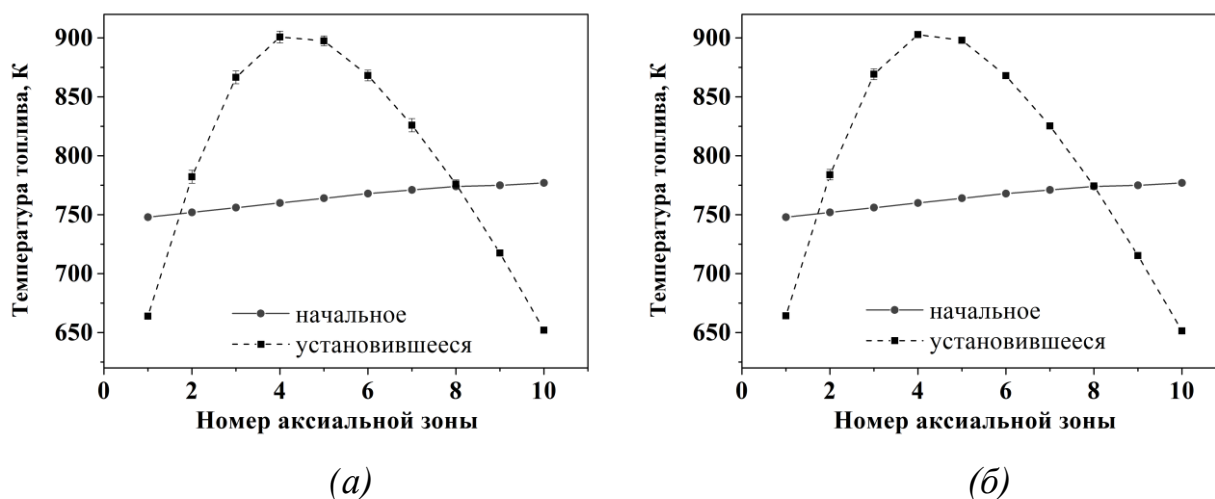 Температура топлива, К
900
850
800
750
700
650
начальное
установившееся
0 2 4 6 8 10
Номер аксиальной зоны
(а)
Температура топлива, К
900
850
800
750
700
650
начальное
установившееся
0 2 4 6 8 10
Номер аксиальной зоны
(б)